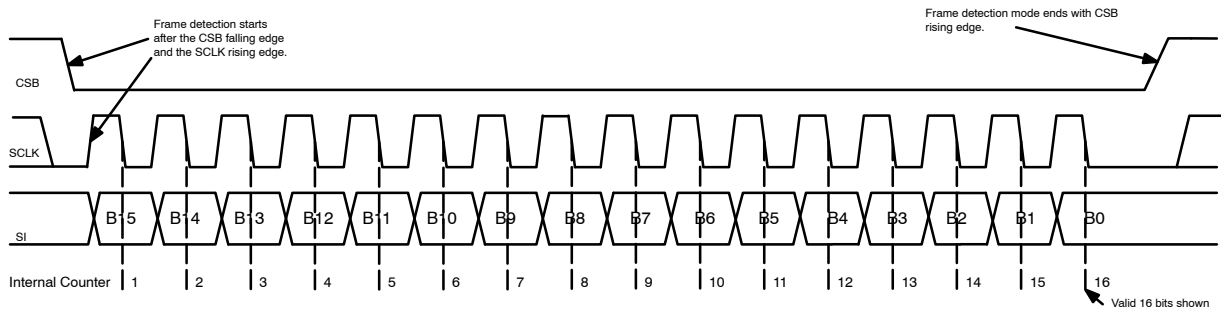 Frame detection starts
after the CSB falling edge
and the SCLK rising edge.
Frame detection mode ends with CSB
rising edge.
CSB
SCLK
SI
B15 B14 B13 B12 B11 B10 B9 B8 B7 B6 B5 B4 B3 B2 B1 B0
Internal Counter 1 2 3 4 5 6 7 8 9 10 11 12 13 14 15 16
Valid 16 bits shown